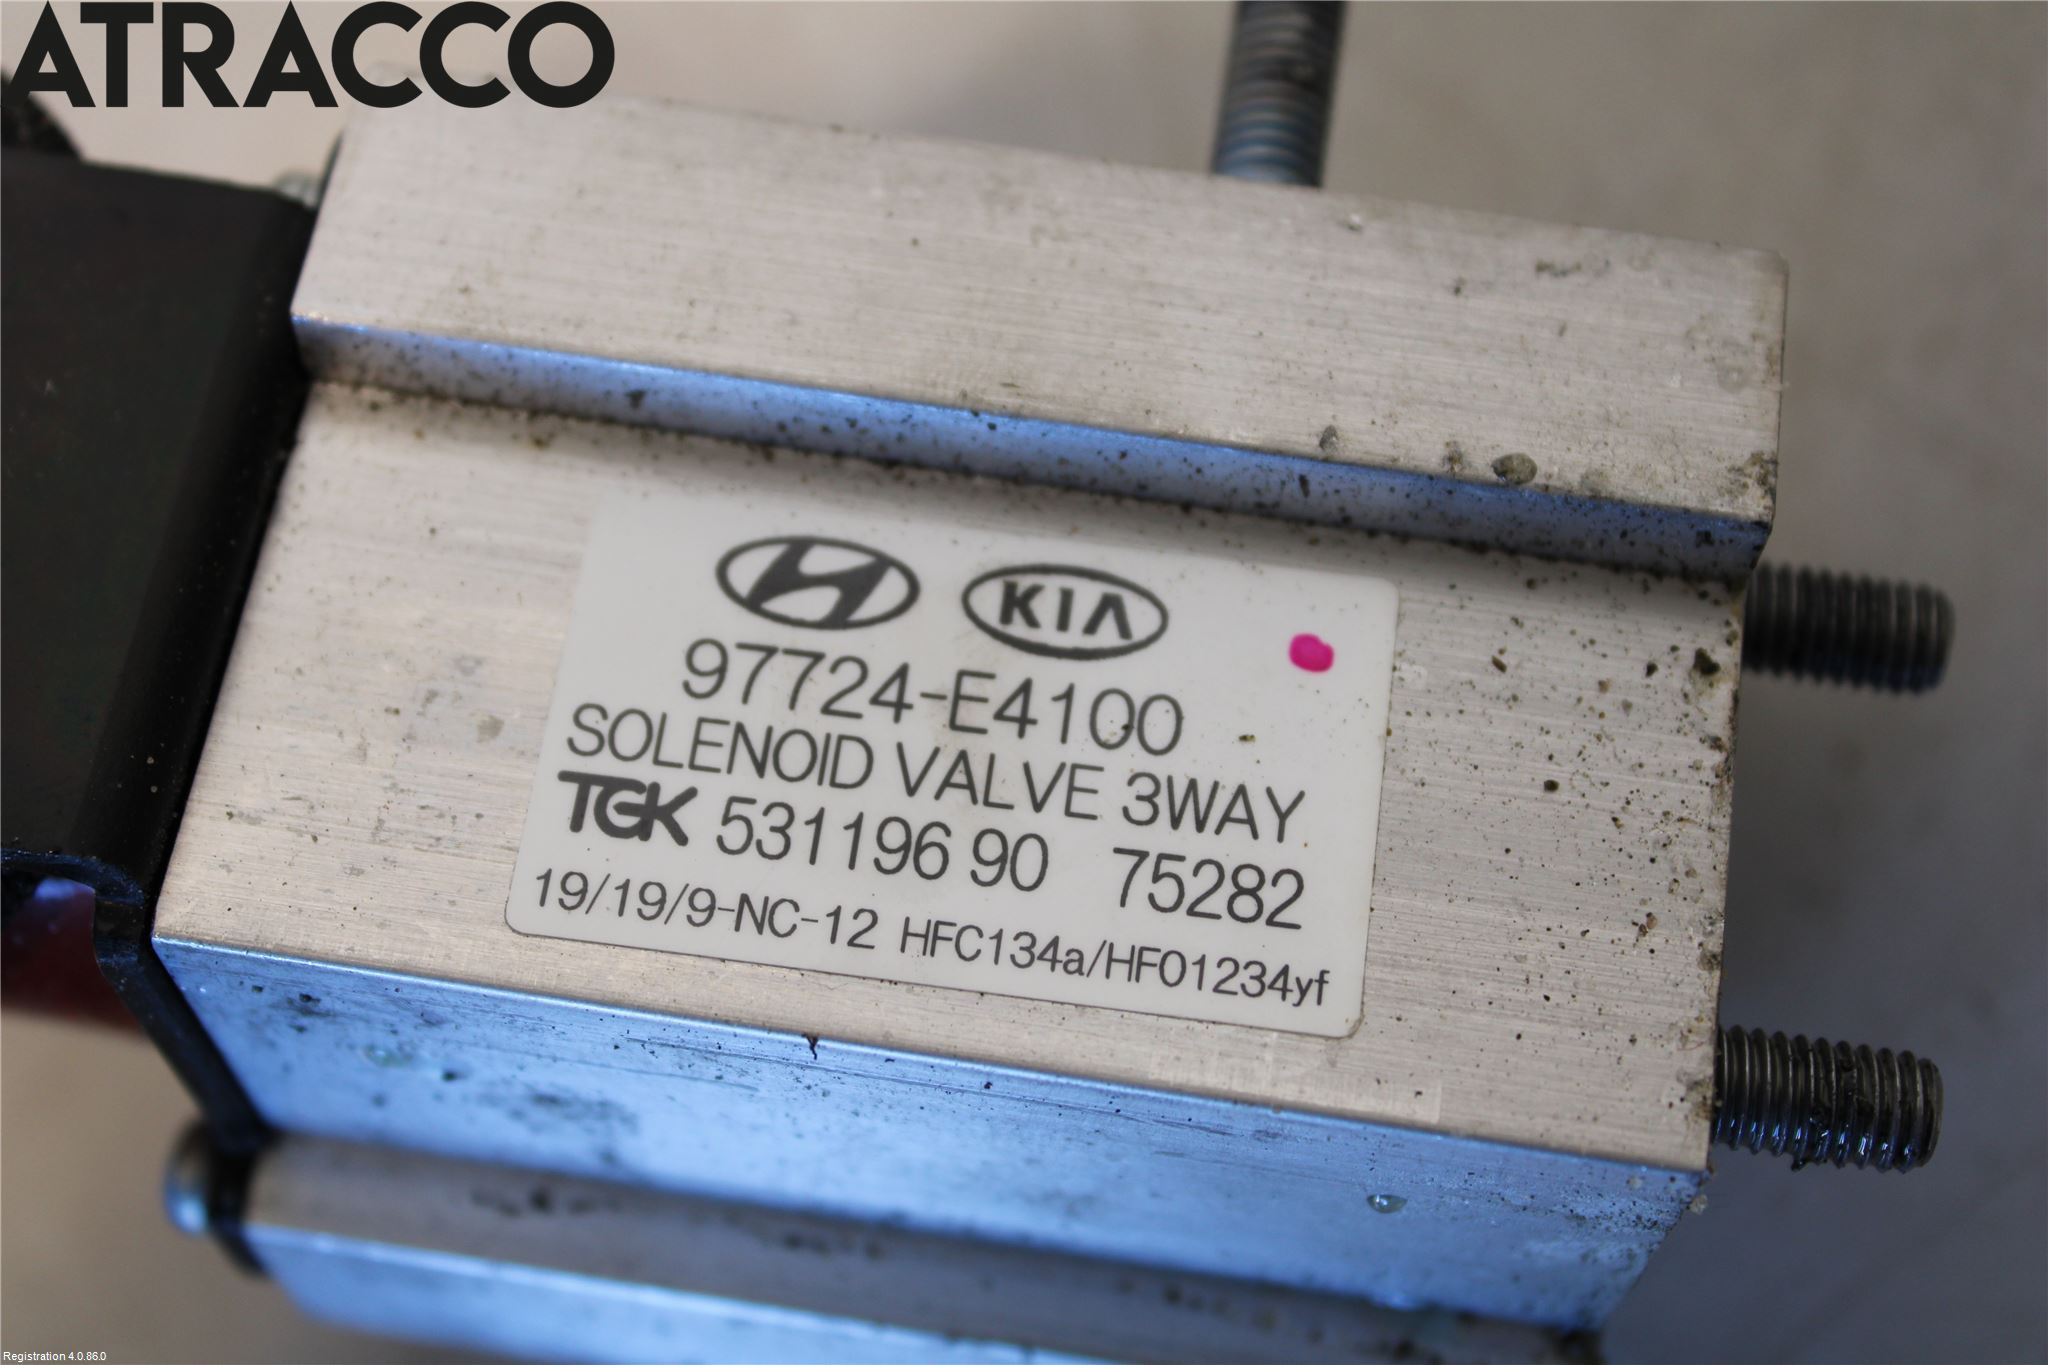 ATRACCO
KIA
97724-E4100
SOLENOID VALVE 3WAY
TGK 531196 90 75282
19/19/9-NC-12 HFC134a/HFO1234yf
Registration 4.0.86.0